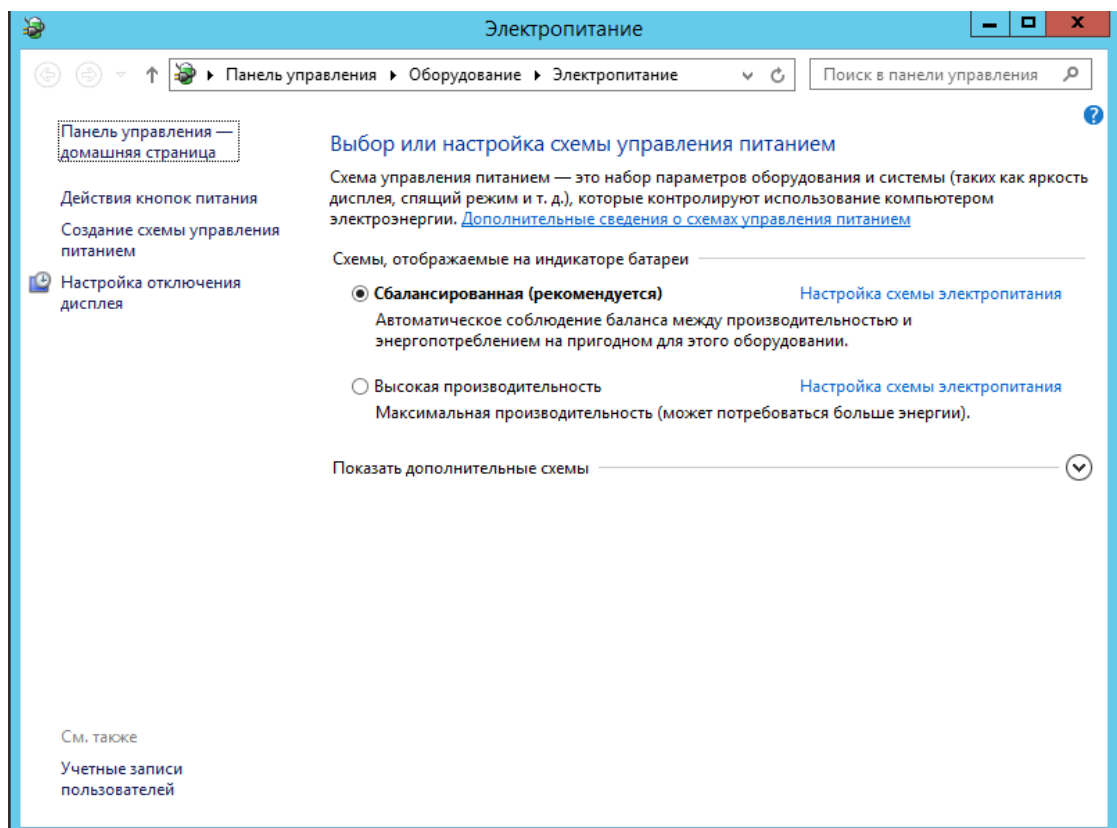 Электропитание
Панель управления
Оборудование
Электропитание
Поиск в панели управления
Панель управления —
домашняя страница
Действия кнопок питания
Создание схемы управления
питанием
Настройка отключения
дисплея
См. также
Учетные записи
пользователей
Выбор или настройка схемы управления питанием
Схема управления питанием — это набор параметров оборудования и системы (таких как яркость
дисплея, спящий режим и т. д.), которые контролируют использование компьютером
электроэнергии. Дополнительные сведения о схемах управления питанием
Схемы, отображаемые на индикаторе батареи
Сбалансированная (рекомендуется) Настройка схемы электропитания
Автоматическое соблюдение баланса между производительностью и
энергопотреблением на пригодном для этого оборудовании.
Высокая производительность Настройка схемы электропитания
Максимальная производительность (может потребоваться больше энергии).
Показать дополнительные схемы